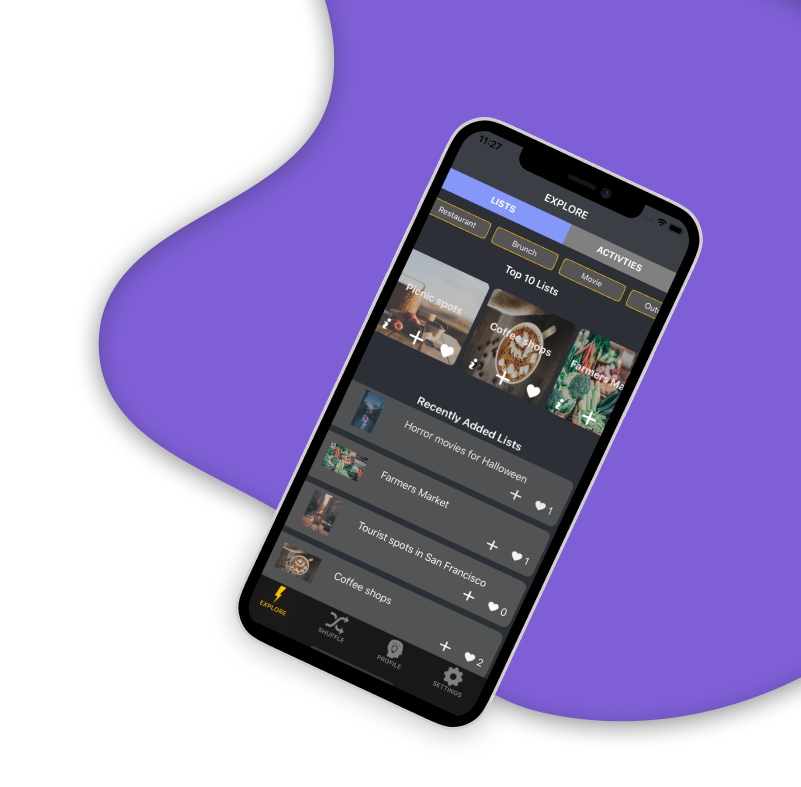 11:27
EXPLORE
LISTS
ACTIVTIES
Restaurant
Brunch
Movie
Out
Top 10 Lists
Picnic spots
Coffee shops
Farmers Ma
Recently Added Lists
Horror movies for Halloween
1
Farmers Market
1
Tourist spots in San Francisco
0
Coffee shops
2
EXPLORE
SHUFFLE
PROFILE
SETTINGS